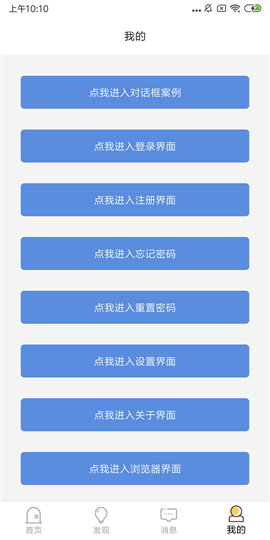 上午10:10
我的
点我进入对话框案例
点我进入登录界面
点我进入注册界面
点我进入忘记密码
点我进入重置密码
点我进入设置界面
点我进入关于界面
点我进入浏览器界面
首页
发现
消息
我的